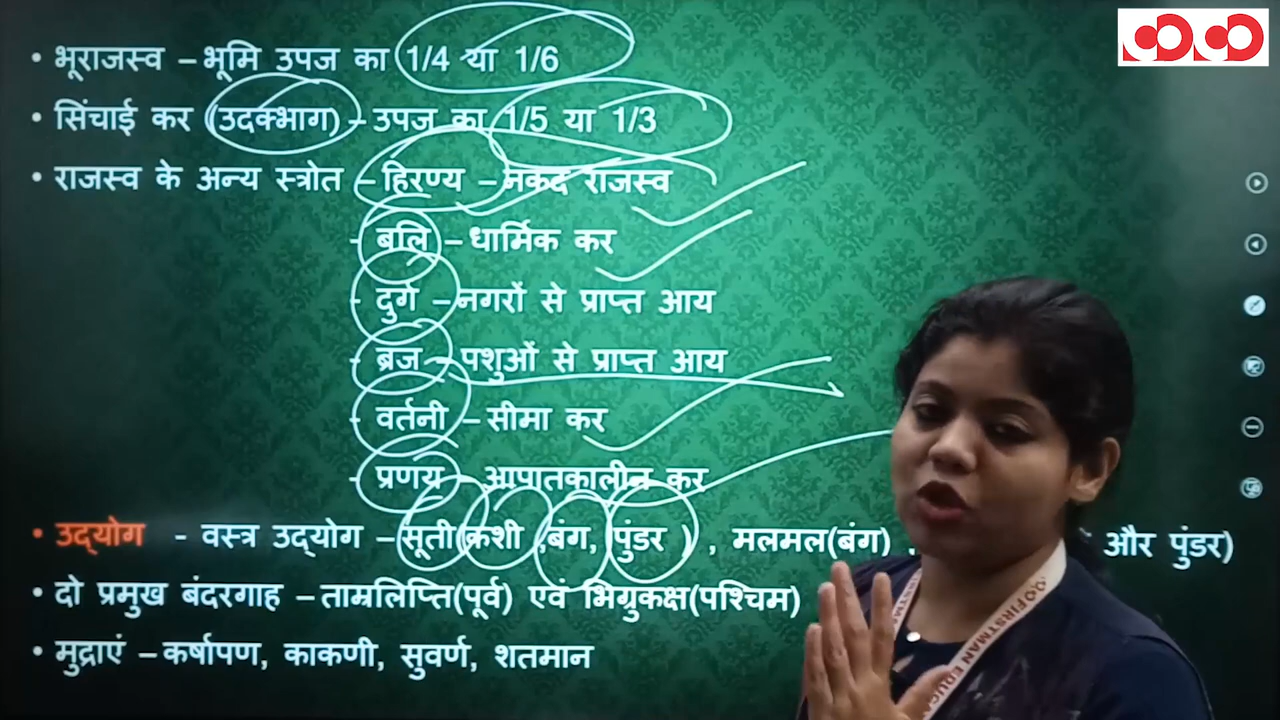 • भूराजस्व – भूमि उपज का 1/4 या 1/6
• सिंचाई कर (उदकभाग) – उपज का 1/5 या 1/3
• राजस्व के अन्य स्त्रोत – हिरण्य – नकद राजस्व
- बलि – धार्मिक कर
- दुर्ग – नगरों से प्राप्त आय
- ब्रज – पशुओं से प्राप्त आय
- वर्तनी – सीमा कर
- प्रणय – आपातकालीन कर
• उद्योग - वस्त्र उद्योग – सूती(काशी ,बंग, पुंडर ) , मलमल(बंग) , और पुंडर)
• दो प्रमुख बंदरगाह – ताम्रलिप्ति(पूर्व) एवं भिग्रुकक्ष(पश्चिम)
• मुद्राएं – कर्षापण, काकणी, सुवर्ण, शतमान